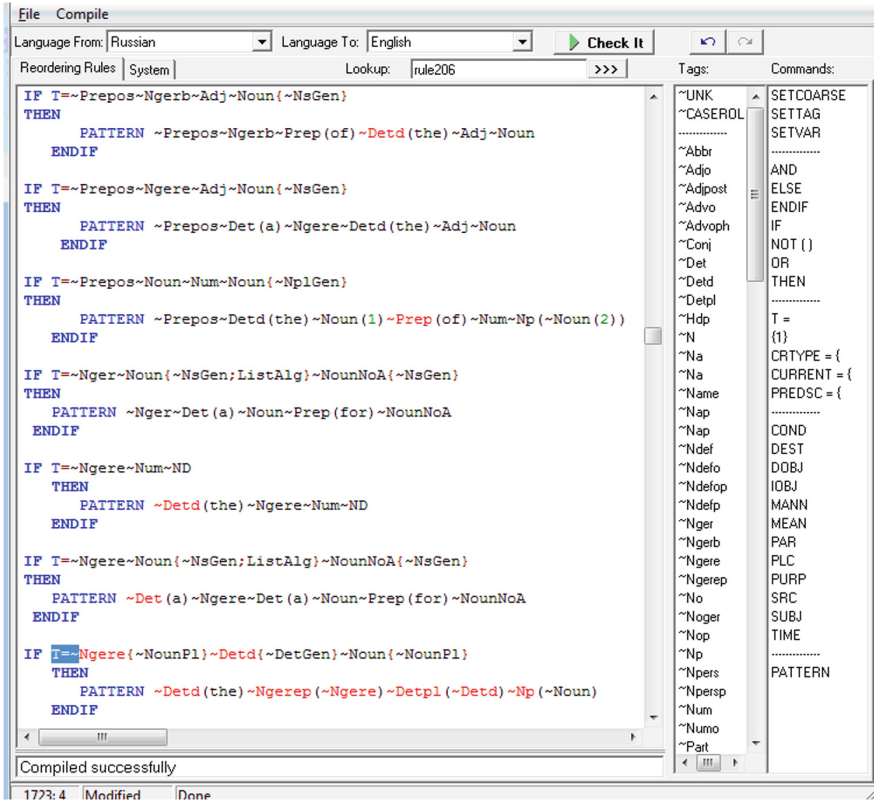 File Compile
Language From: Russian Language To: English Check It
Reordering Rules System Lookup: rule206 >>> Tags: Commands:
IF T=~Prepos~Ngerb~Adj~Noun{~NsGen}
THEN
PATTERN ~Prepos~Ngerb~Prep(of)~Detd(the)~Adj~Noun
ENDIF
IF T=~Prepos~Ngere~Adj~Noun{~NsGen}
THEN
PATTERN ~Prepos~Det(a)~Ngere~Detd(the)~Adj~Noun
ENDIF
IF T=~Prepos~Noun~Num~Noun{~NplGen}
THEN
PATTERN ~Prepos~Detd(the)~Noun(1)~Prep(of)~Num~Np(~Noun(2))
ENDIF
IF T=~Nger~Noun{~NsGen;ListAlg}~NounNoA{~NsGen}
THEN
PATTERN ~Nger~Det(a)~Noun~Prep(for)~NounNoA
ENDIF
IF T=~Ngere~Num~ND
THEN
PATTERN ~Detd(the)~Ngere~Num~ND
ENDIF
IF T=~Ngere~Noun{~NsGen;ListAlg}~NounNoA{~NsGen}
THEN
PATTERN ~Det(a)~Ngere~Det(a)~Noun~Prep(for)~NounNoA
ENDIF
IF T=~Ngere{~NounPl}~Detd{~DetGen}~Noun{~NounPl}
THEN
PATTERN ~Detd(the)~Ngerep(~Ngere)~Detpl(~Detd)~Np(~Noun)
ENDIF
~UNK
~CASEROL
--------------
~Abbr
~Adjo
~Adjpost
~Advo
~Advoph
~Conj
~Det
~Detd
~Detpl
~Hdp
~N
~Na
~Na
~Name
~Nap
~Nap
~Ndef
~Ndefo
~Ndefop
~Ndefp
~Nger
~Ngerb
~Ngere
~Ngerep
~No
~Noger
~Nop
~Np
~Npers
~Npersp
~Num
~Numo
~Part
SETCOARSE
SETTAG
SETVAR
--------------
AND
ELSE
ENDIF
IF
NOT ()
OR
THEN
--------------
T =
{1}
CRTYPE = {
CURRENT = {
PREDSC = {
--------------
COND
DEST
DOBJ
IOBJ
MANN
MEAN
PAR
PLC
PURP
SRC
SUBJ
TIME
--------------
PATTERN
Compiled successfully
1723: 4 Modified Done